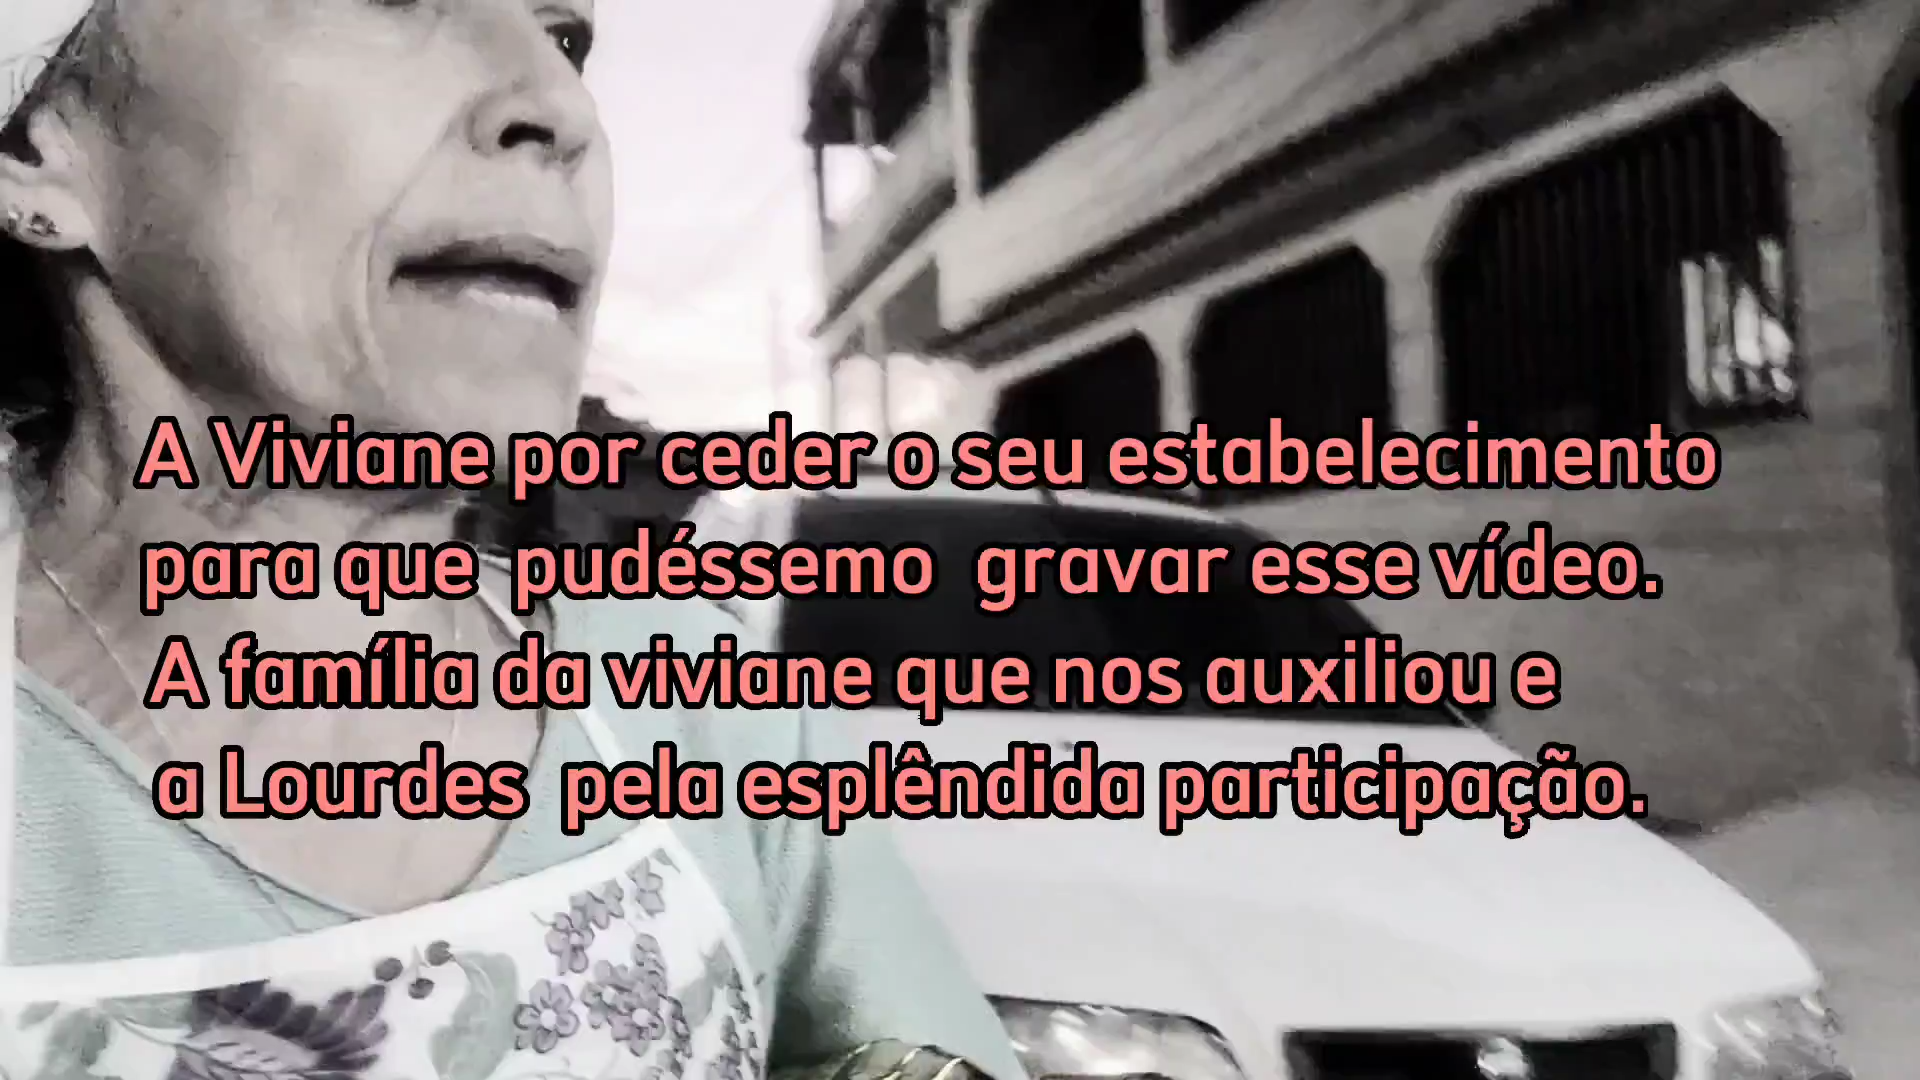 A Viviane por ceder o seu estabelecimento
para que pudéssemo gravar esse vídeo.
A família da viviane que nos auxiliou e
a Lourdes pela esplêndida participação.